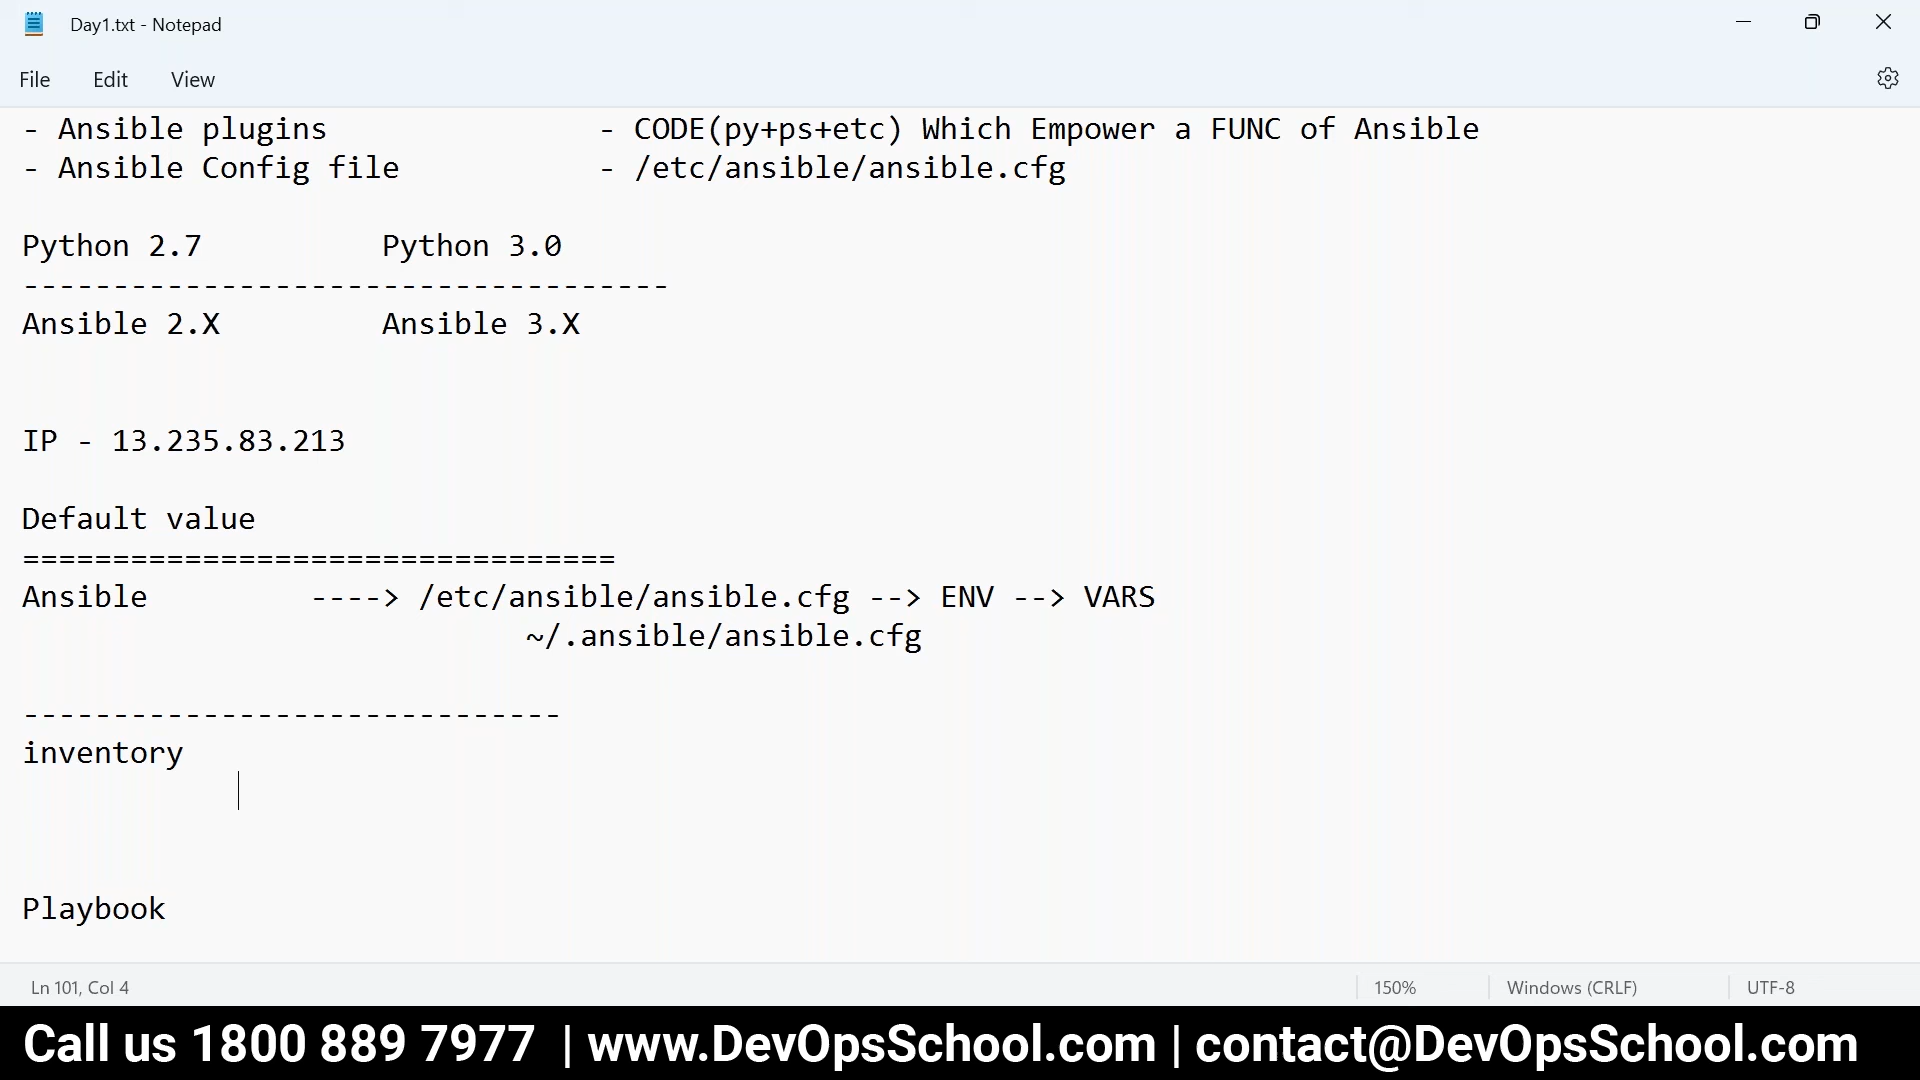 Day1.txt - Notepad
File Edit View
- Ansible plugins - CODE(py+ps+etc) Which Empower a FUNC of Ansible
- Ansible Config file - /etc/ansible/ansible.cfg
Python 2.7 Python 3.0
------------------------------------
Ansible 2.X Ansible 3.X
IP - 13.235.83.213
Default value
=================================
Ansible ----> /etc/ansible/ansible.cfg --> ENV --> VARS
~/.ansible/ansible.cfg
------------------------------
inventory
Playbook
Ln 101, Col 4 150% Windows (CRLF) UTF-8
Call us 1800 889 7977 | www.DevOpsSchool.com | contact@DevOpsSchool.com